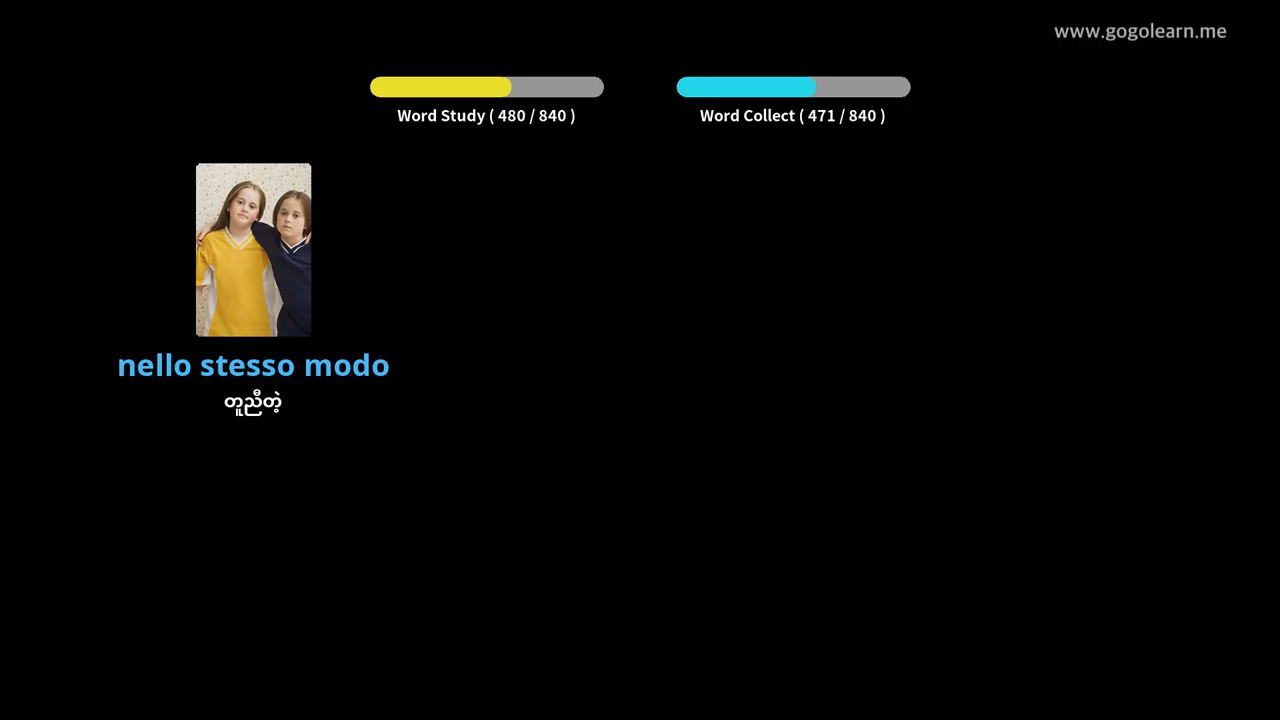 www.gogolearn.me
Word Study ( 480 / 840 )
Word Collect ( 471 / 840 )
nello stesso modo
တူညီတဲ့